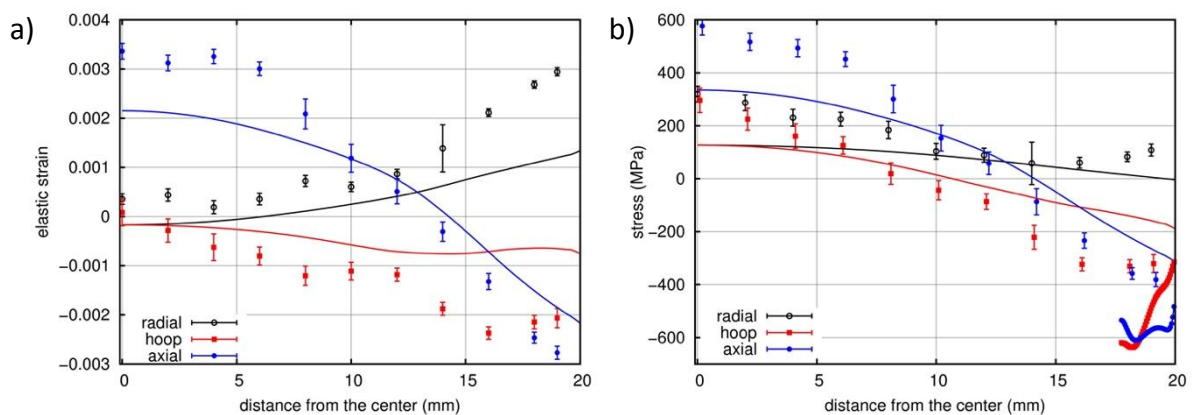 a)
elastic strain
0.004
0.003
0.002
0.001
0
−0.001
−0.002
−0.003
radial
hoop
axial
0 5 10 15 20
distance from the center (mm)
b)
stress (MPa)
600
400
200
0
−200
−400
−600
radial
hoop
axial
0 5 10 15 20
distance from the center (mm)